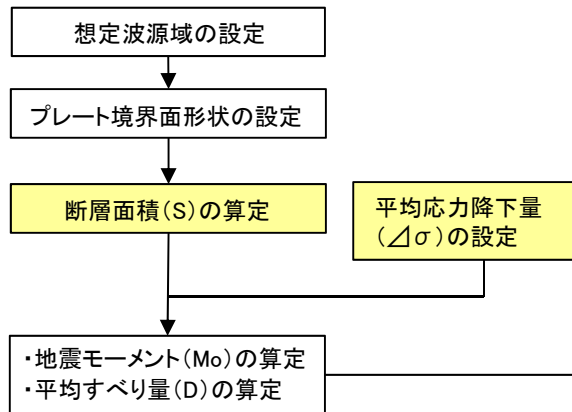 想定波源域の設定
プレート境界面形状の設定
断層面積(S)の算定
平均応力降下量
(⊿σ)の設定
・地震モーメント(Mo)の算定
・平均すべり量(D)の算定